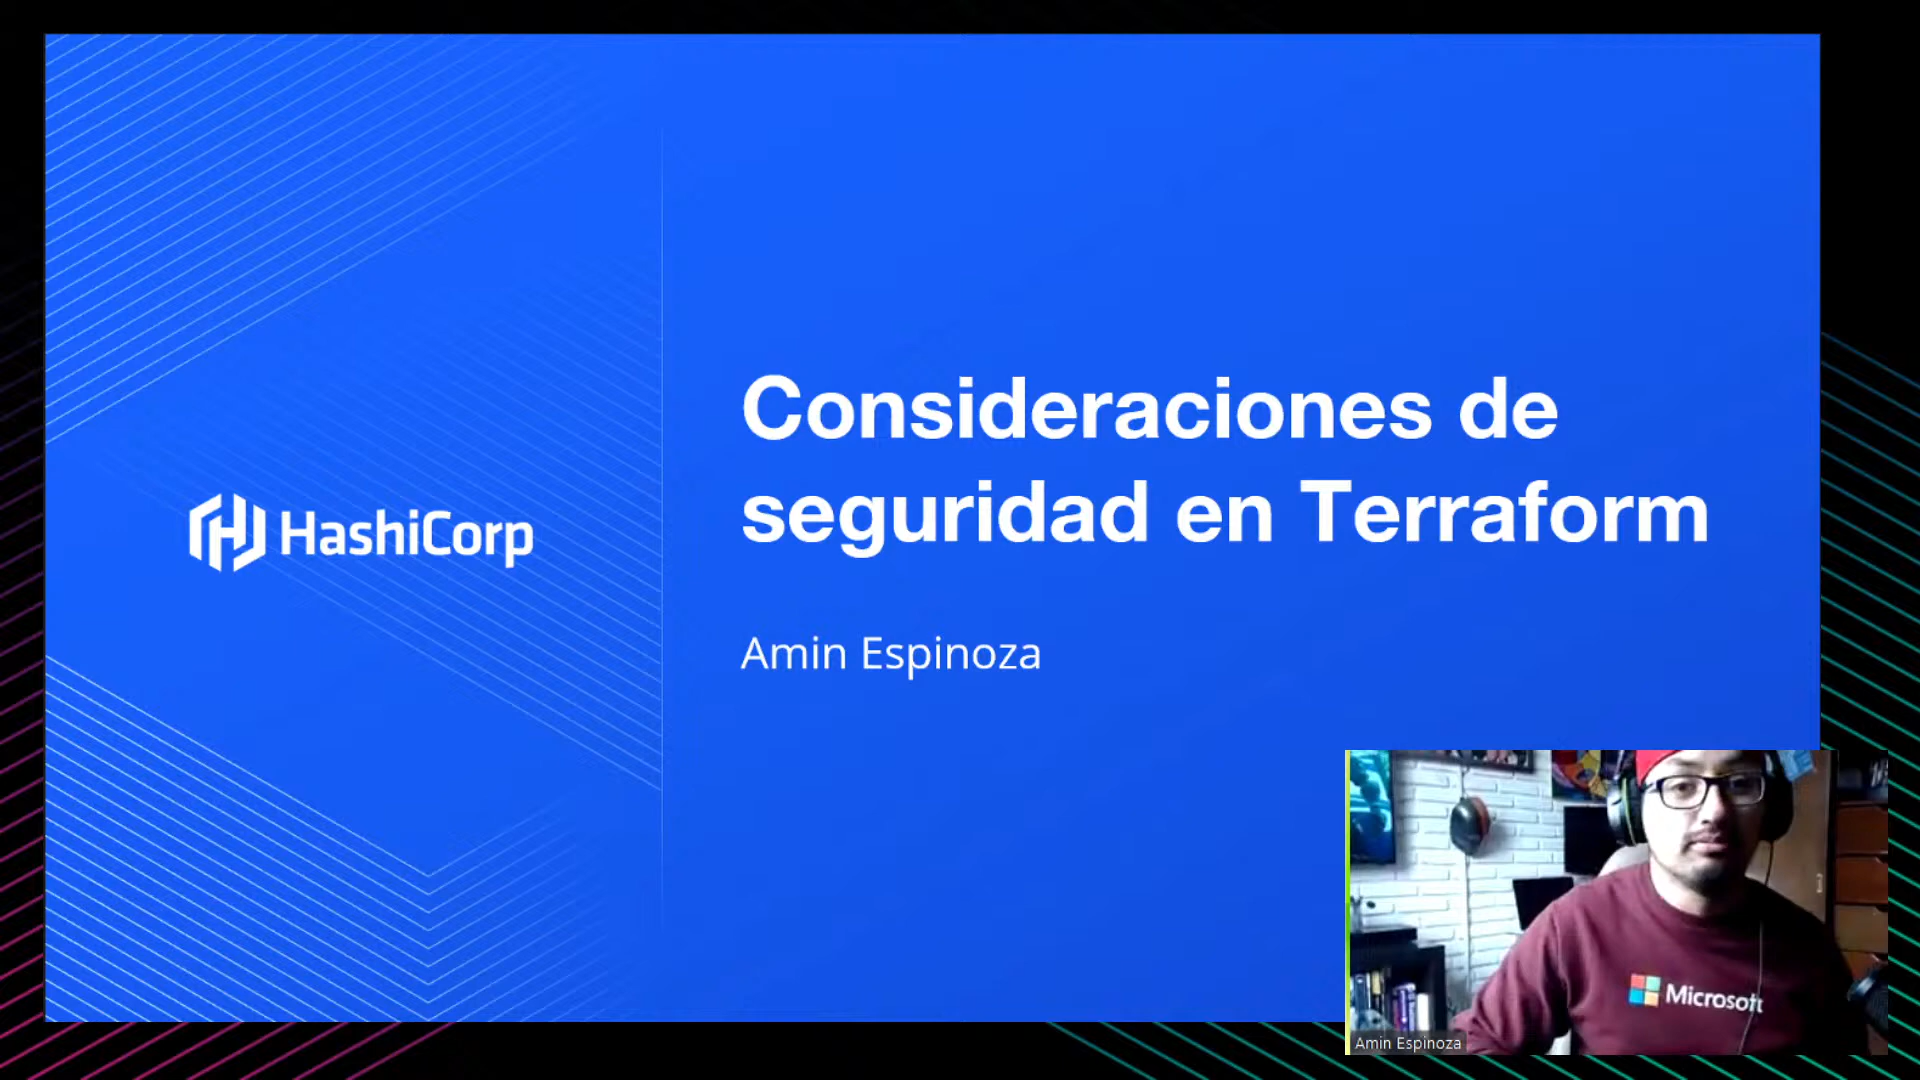 Consideraciones de
seguridad en Terraform
HashiCorp
Amin Espinoza
Microsoft
Amin Espinoza